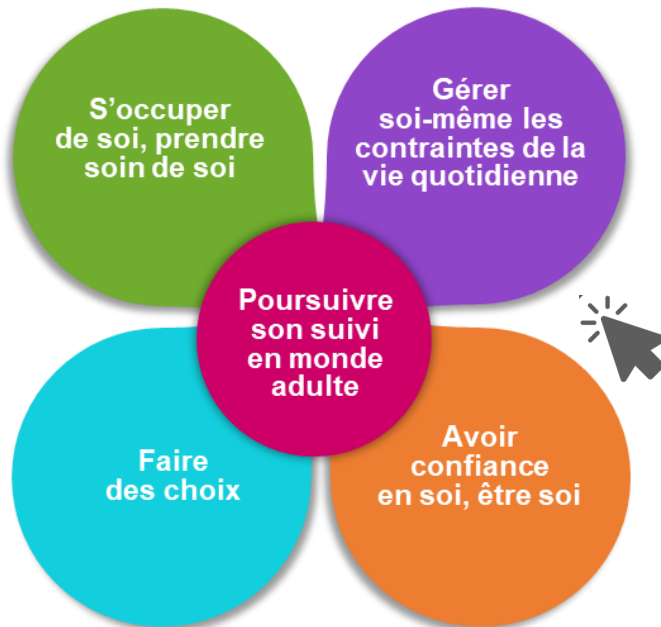 S’occuper
de soi, prendre
soin de soi
Gérer
soi-même les
contraintes de la
vie quotidienne
Poursuivre
son suivi
en monde
adulte
Faire
des choix
Avoir
confiance
en soi, être soi